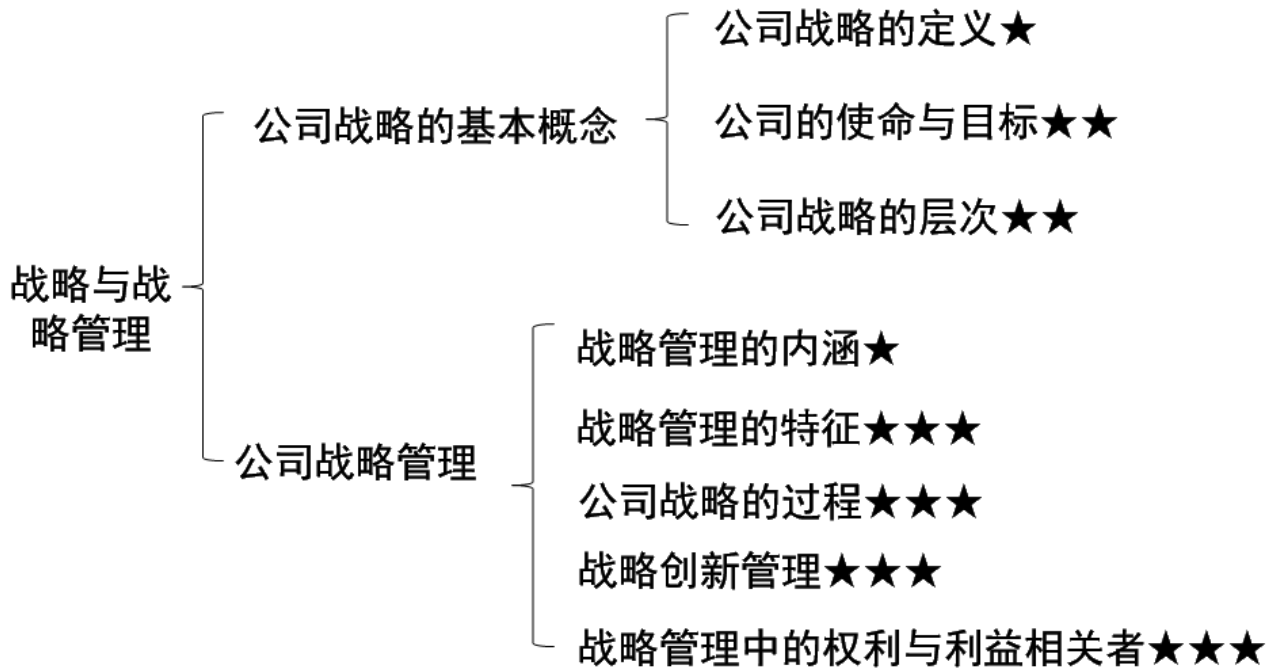 公司战略的定义★
公司战略的基本概念
公司的使命与目标★★
公司战略的层次★★
战略与战
略管理
战略管理的内涵★
战略管理的特征★★★
公司战略管理
公司战略的过程★★★
战略创新管理★★★
战略管理中的权利与利益相关者★★★